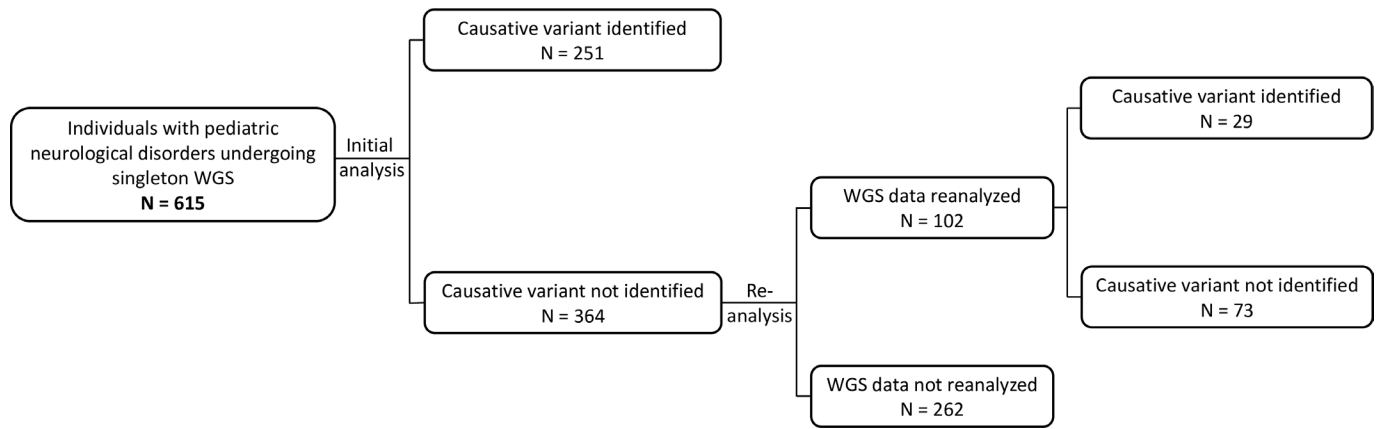 Individuals with pediatric
neurological disorders undergoing
singleton WGS
N = 615
Initial
analysis
Causative variant identified
N = 251
Causative variant not identified
N = 364
Re-
analysis
WGS data reanalyzed
N = 102
WGS data not reanalyzed
N = 262
Causative variant identified
N = 29
Causative variant not identified
N = 73